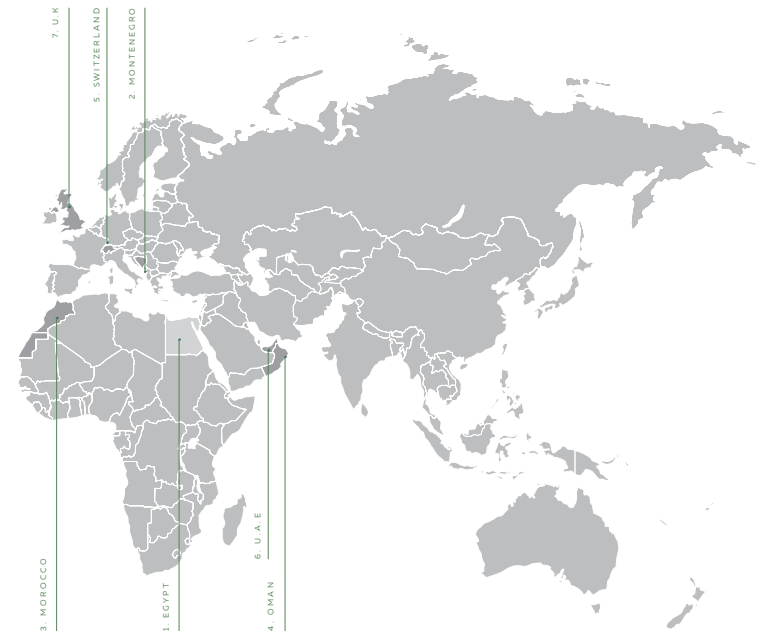 7. U.K
5. SWITZERLAND
2. MONTENEGRO
3. MOROCCO
1. EGYPT
6. U.A.E
4. OMAN